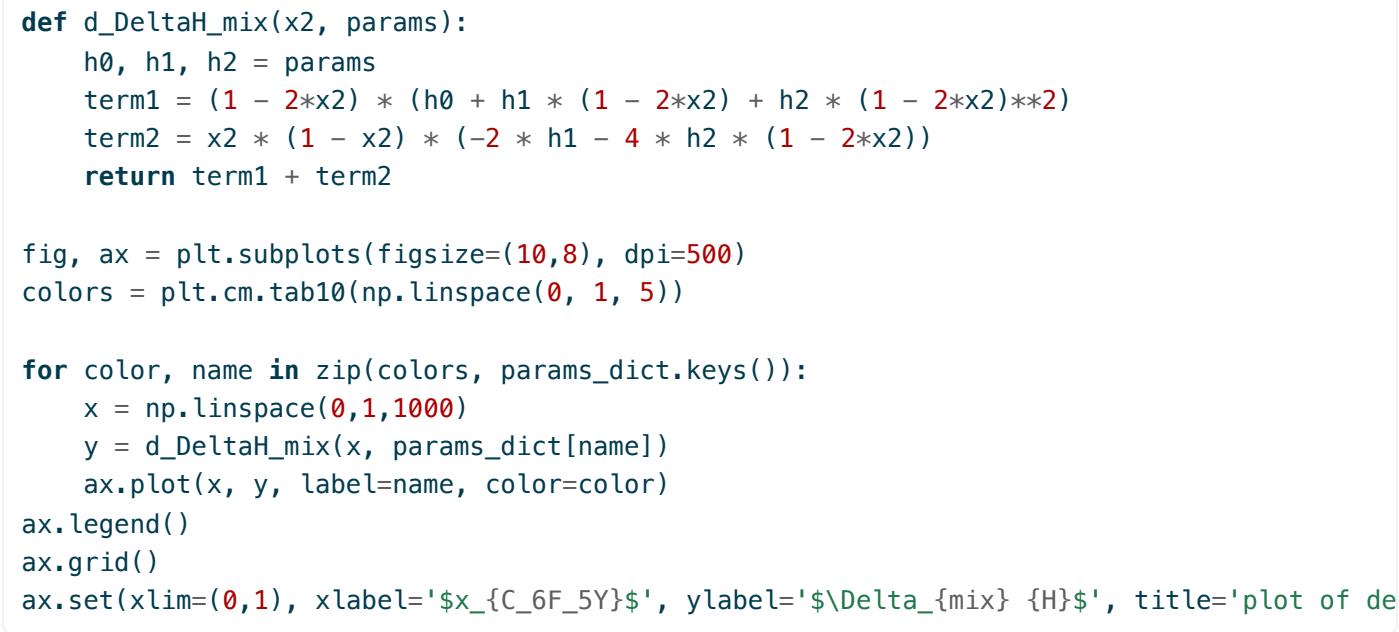 def d_DeltaH_mix(x2, params):
    h0, h1, h2 = params
    term1 = (1 - 2*x2) * (h0 + h1 * (1 - 2*x2) + h2 * (1 - 2*x2)**2)
    term2 = x2 * (1 - x2) * (-2 * h1 - 4 * h2 * (1 - 2*x2))
    return term1 + term2

fig, ax = plt.subplots(figsize=(10,8), dpi=500)
colors = plt.cm.tab10(np.linspace(0, 1, 5))

for color, name in zip(colors, params_dict.keys()):
    x = np.linspace(0,1,1000)
    y = d_DeltaH_mix(x, params_dict[name])
    ax.plot(x, y, label=name, color=color)
ax.legend()
ax.grid()
ax.set(xlim=(0,1), xlabel='$x_{C_6F_5Y}$', ylabel='$\Delta_{mix} {H}$', title='plot of de